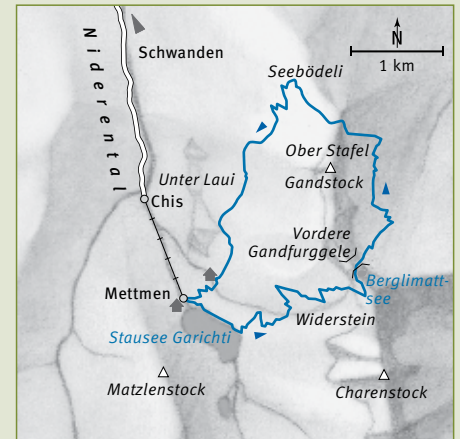 N
1 km
Schwanden
Niderental
Seebödeli
Ober Stafel
Gandstock
Unter Laui
Chis
Vordere
Gandfurggele
Berglimatt-
see
Mettmen
Widerstein
Stausee Garichti
Matzlenstock
Charenstock